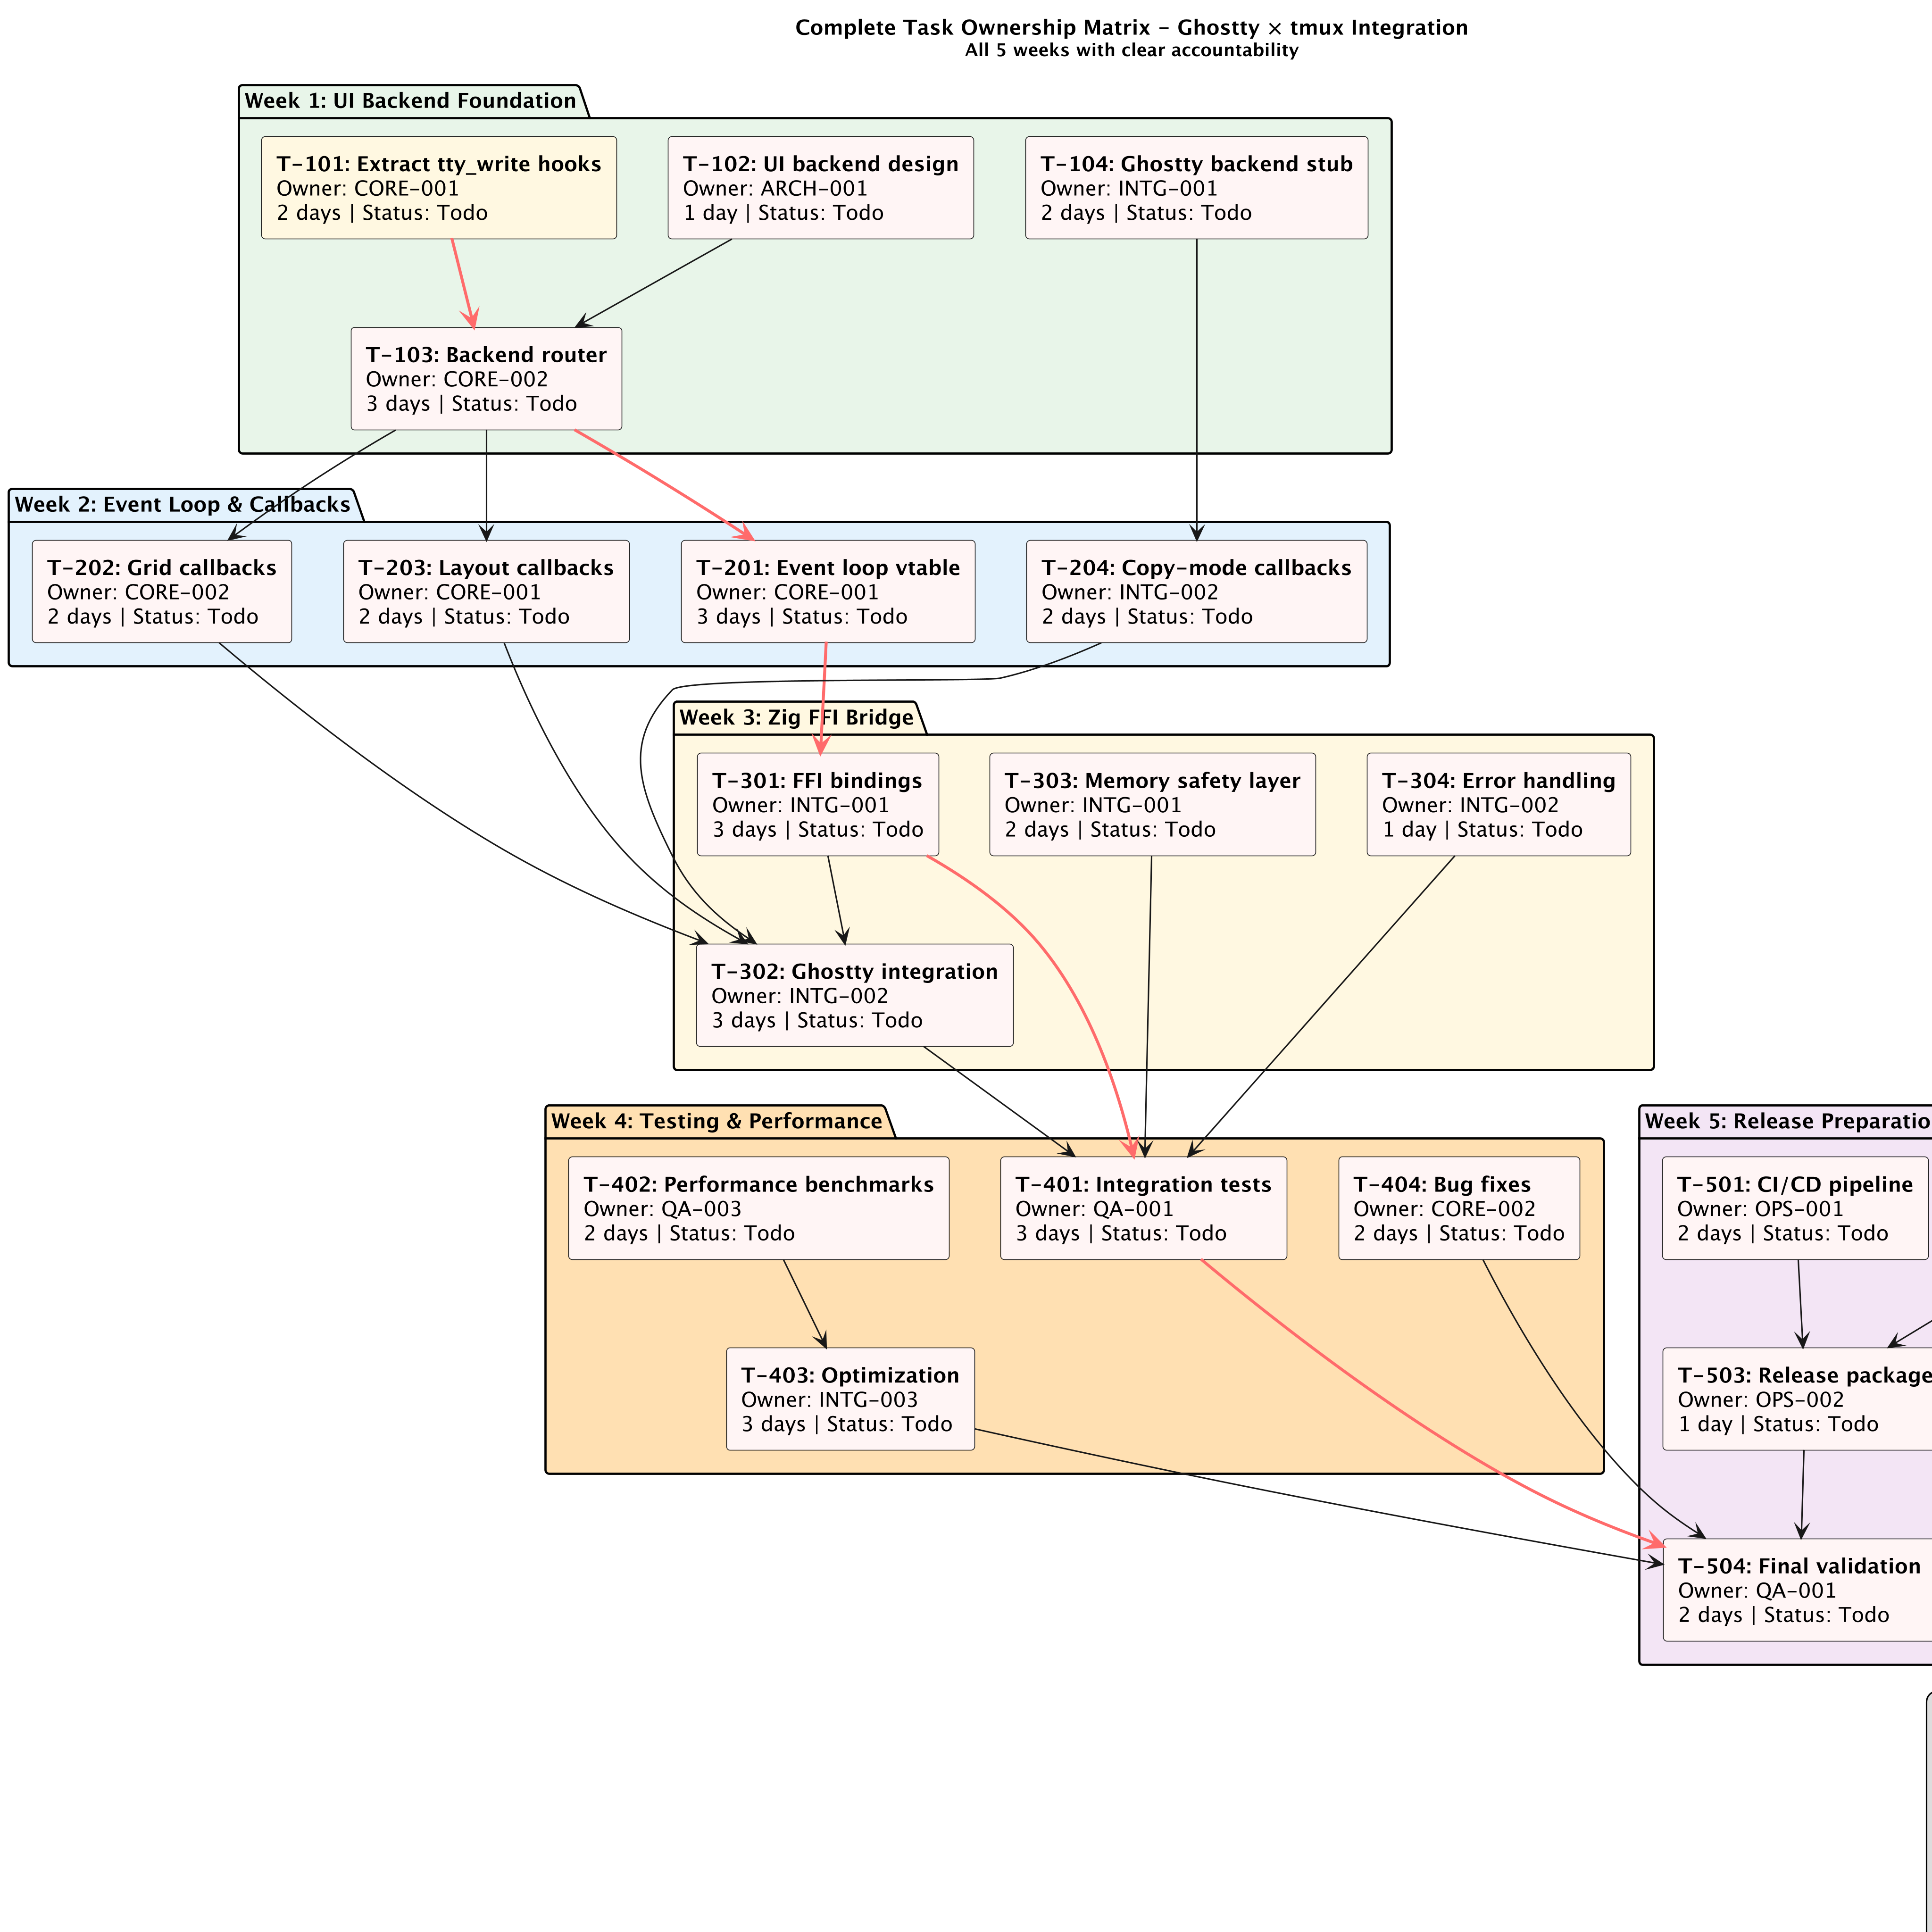 Complete Task Ownership Matrix - Ghostty × tmux Integration
All 5 weeks with clear accountability
Week 1: UI Backend Foundation
T-101: Extract tty_write hooks
Owner: CORE-001
2 days | Status: Todo
T-102: UI backend design
Owner: ARCH-001
1 day | Status: Todo
T-104: Ghostty backend stub
Owner: INTG-001
2 days | Status: Todo
T-103: Backend router
Owner: CORE-002
3 days | Status: Todo
Week 2: Event Loop & Callbacks
T-202: Grid callbacks
Owner: CORE-002
2 days | Status: Todo
T-203: Layout callbacks
Owner: CORE-001
2 days | Status: Todo
T-201: Event loop vtable
Owner: CORE-001
3 days | Status: Todo
T-204: Copy-mode callbacks
Owner: INTG-002
2 days | Status: Todo
Week 3: Zig FFI Bridge
T-301: FFI bindings
Owner: INTG-001
3 days | Status: Todo
T-303: Memory safety layer
Owner: INTG-001
2 days | Status: Todo
T-304: Error handling
Owner: INTG-002
1 day | Status: Todo
T-302: Ghostty integration
Owner: INTG-002
3 days | Status: Todo
Week 4: Testing & Performance
T-402: Performance benchmarks
Owner: QA-003
2 days | Status: Todo
T-401: Integration tests
Owner: QA-001
3 days | Status: Todo
T-404: Bug fixes
Owner: CORE-002
2 days | Status: Todo
T-403: Optimization
Owner: INTG-003
3 days | Status: Todo
Week 5: Release Preparatio
T-501: CI/CD pipeline
Owner: OPS-001
2 days | Status: Todo
T-503: Release package
Owner: OPS-002
1 day | Status: Todo
T-504: Final validation
Owner: QA-001
2 days | Status: Todo